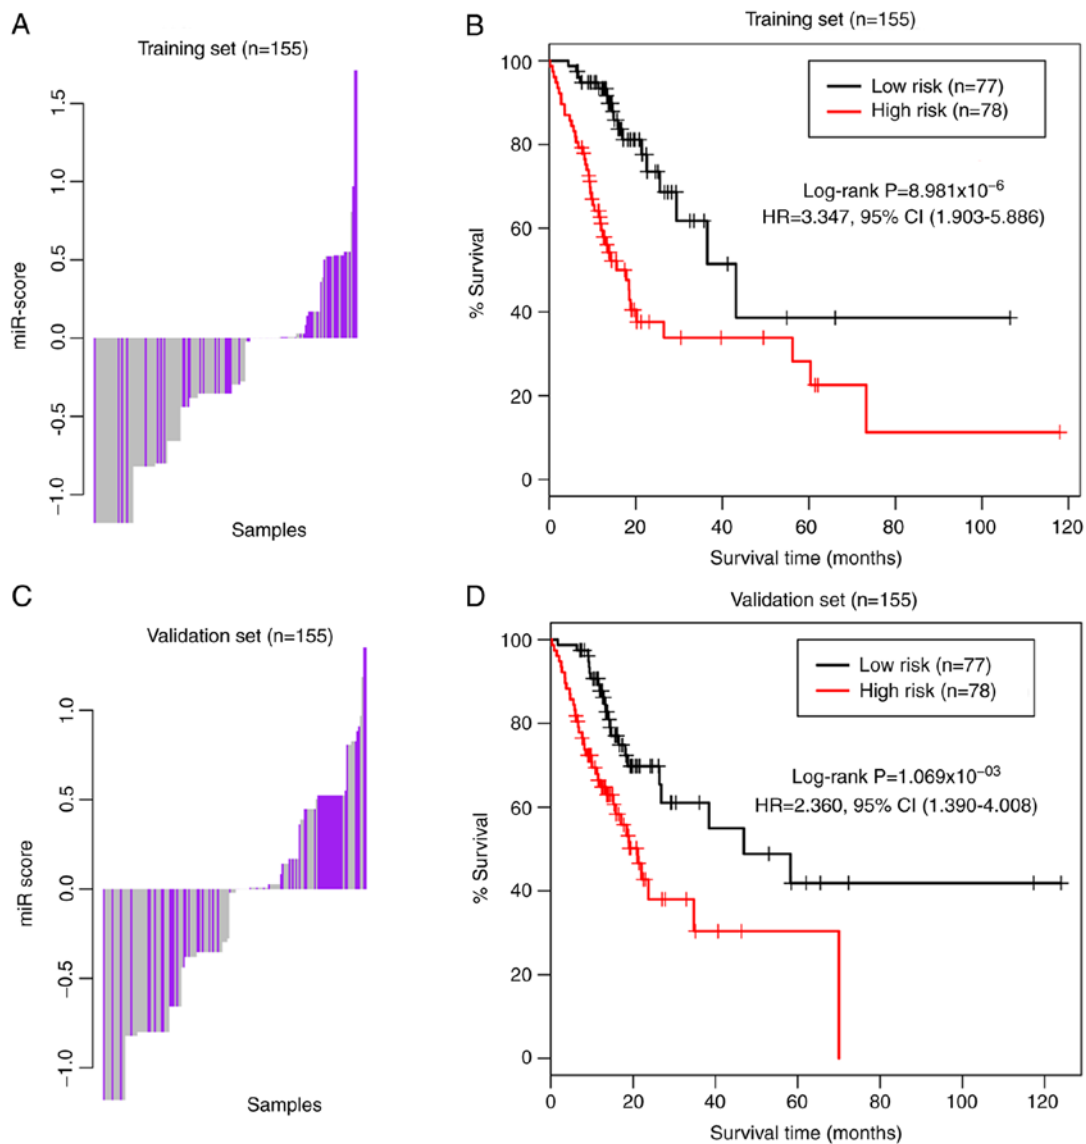 A
Training set (n=155)
miR-score
1.5
1.0
0.5
0.0
−0.5
−1.0
Samples
B
Training set (n=155)
% Survival
100
80
60
40
20
0
Low risk (n=77)
High risk (n=78)
Log-rank P=8.981x10⁻⁶
HR=3.347, 95% CI (1.903-5.886)
0 20 40 60 80 100 120
Survival time (months)
C
Validation set (n=155)
miR score
1.0
0.5
0.0
−0.5
−1.0
Samples
D
Validation set (n=155)
% Survival
100
80
60
40
20
0
Low risk (n=77)
High risk (n=78)
Log-rank P=1.069x10⁻⁰³
HR=2.360, 95% CI (1.390-4.008)
0 20 40 60 80 100 120
Survival time (months)